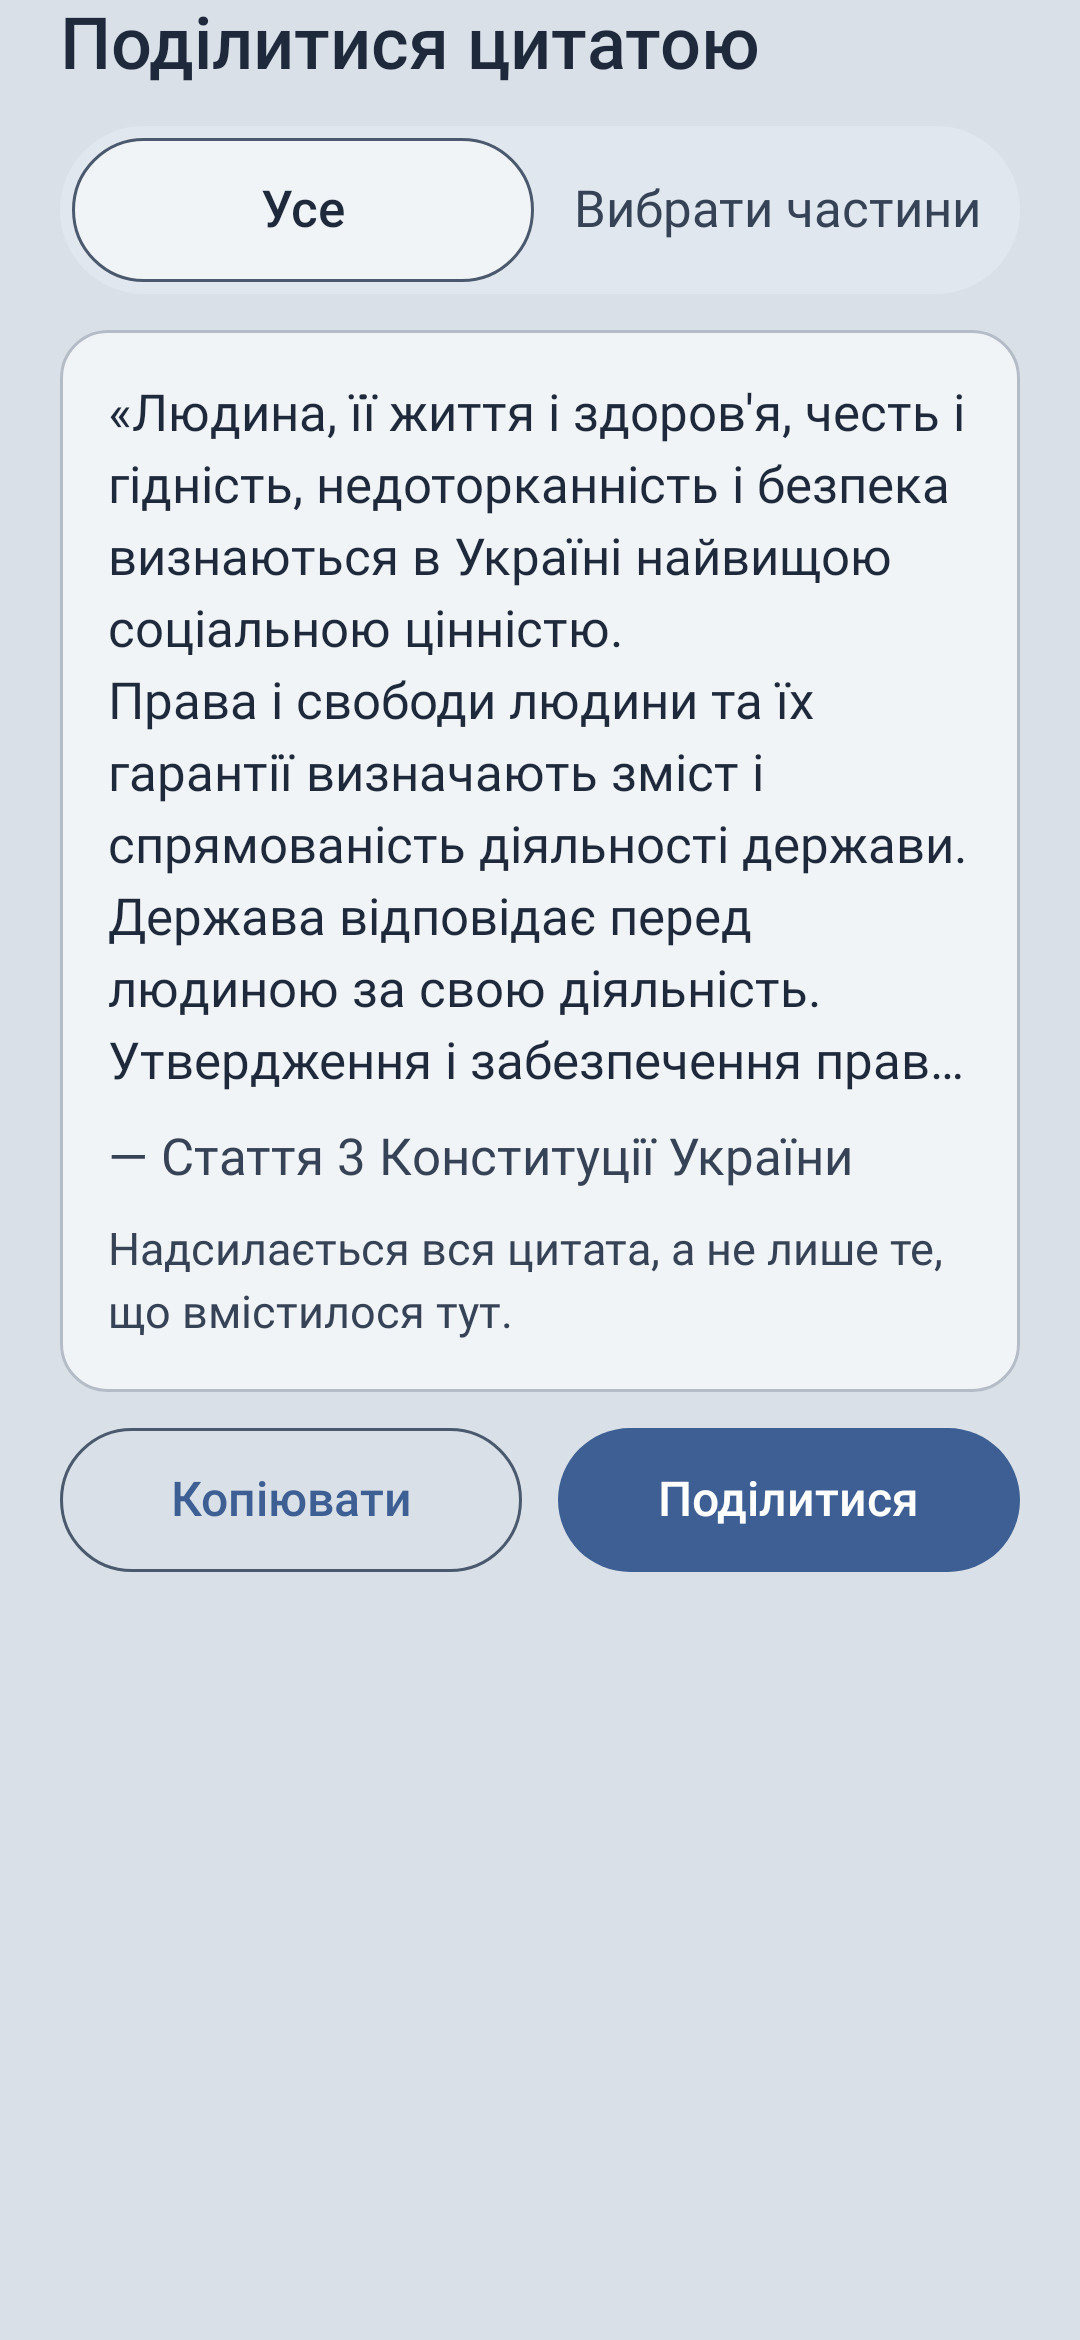 Поділитися цитатою
Усе
Вибрати частини
«Людина, її життя і здоров'я, честь і
гідність, недоторканність і безпека
визнаються в Україні найвищою
соціальною цінністю.
Права і свободи людини та їх
гарантії визначають зміст і
спрямованість діяльності держави.
Держава відповідає перед
людиною за свою діяльність.
Утвердження і забезпечення прав…
— Стаття 3 Конституції України
Надсилається вся цитата, а не лише те,
що вмістилося тут.
Копіювати
Поділитися